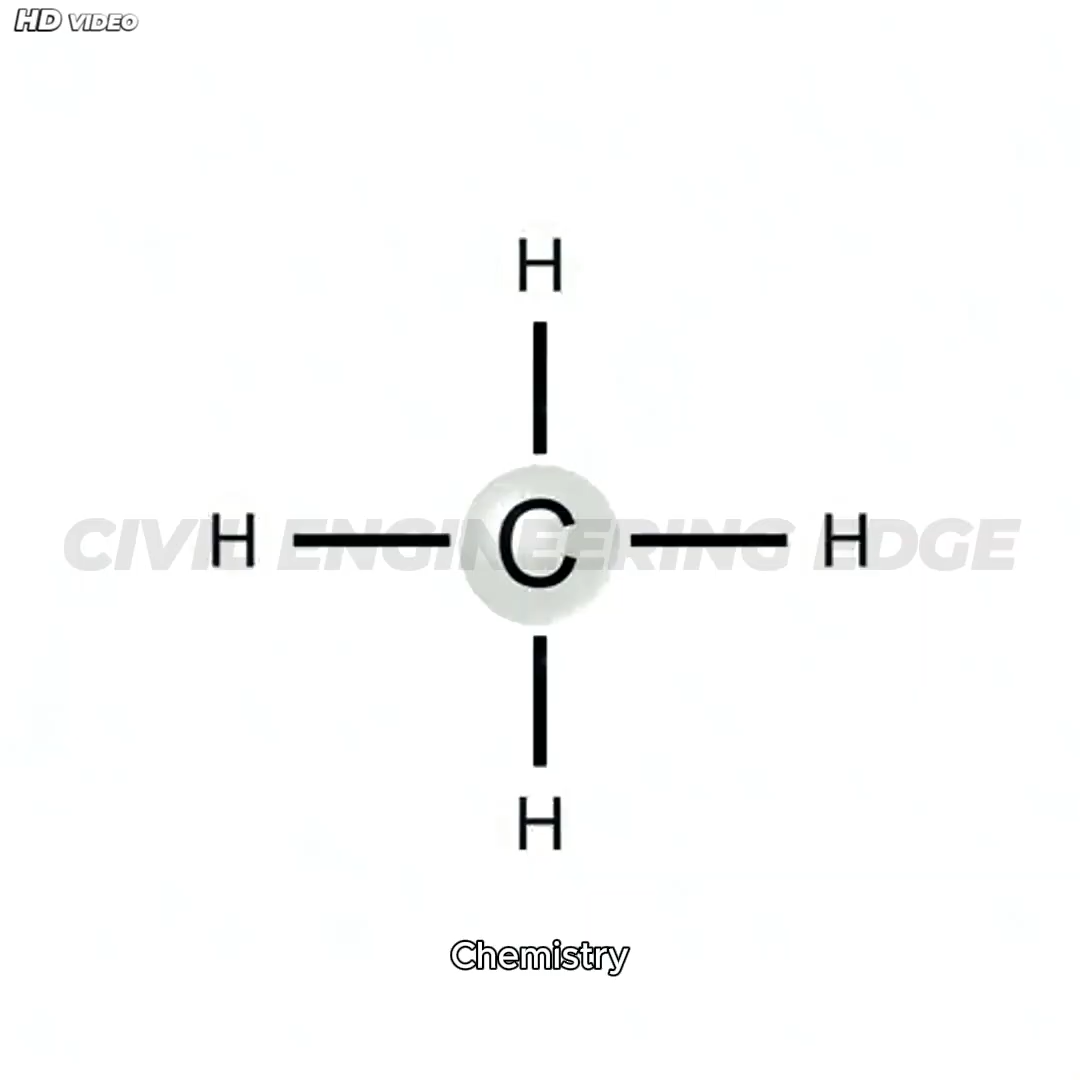 HD VIDEO
H
H C H
CIVIL ENGINEERING EDGE
H
Chemistry